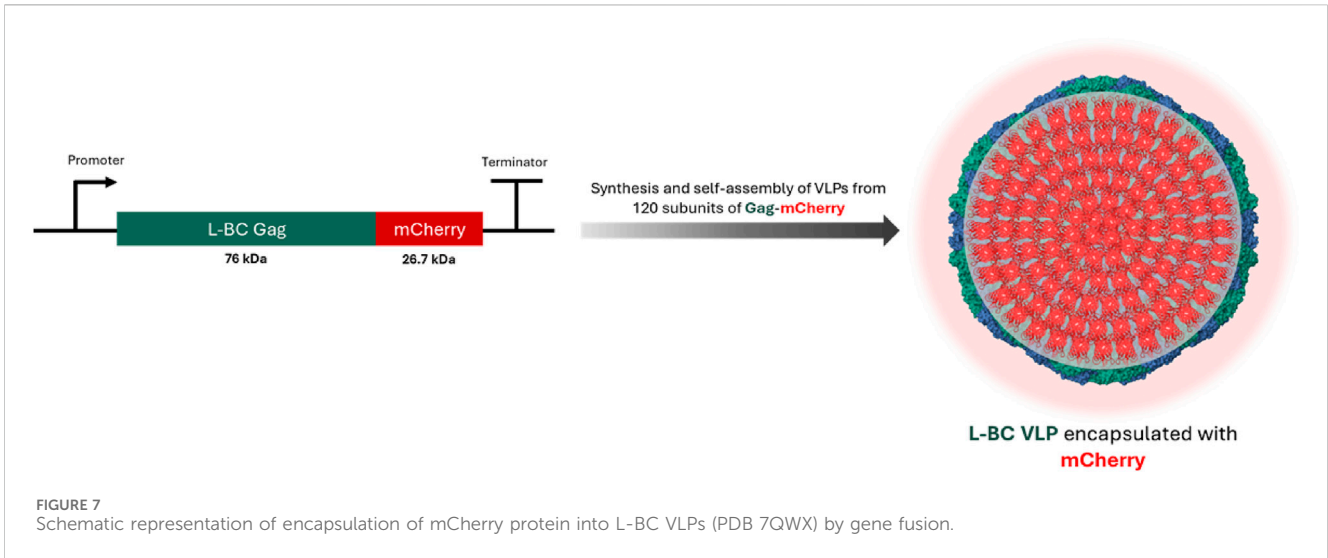 Promoter
Terminator
L-BC Gag
mCherry
76 kDa
26.7 kDa
Synthesis and self-assembly of VLPs from
120 subunits of Gag-mCherry
L-BC VLP encapsulated with
mCherry
FIGURE 7
Schematic representation of encapsulation of mCherry protein into L-BC VLPs (PDB 7QWX) by gene fusion.